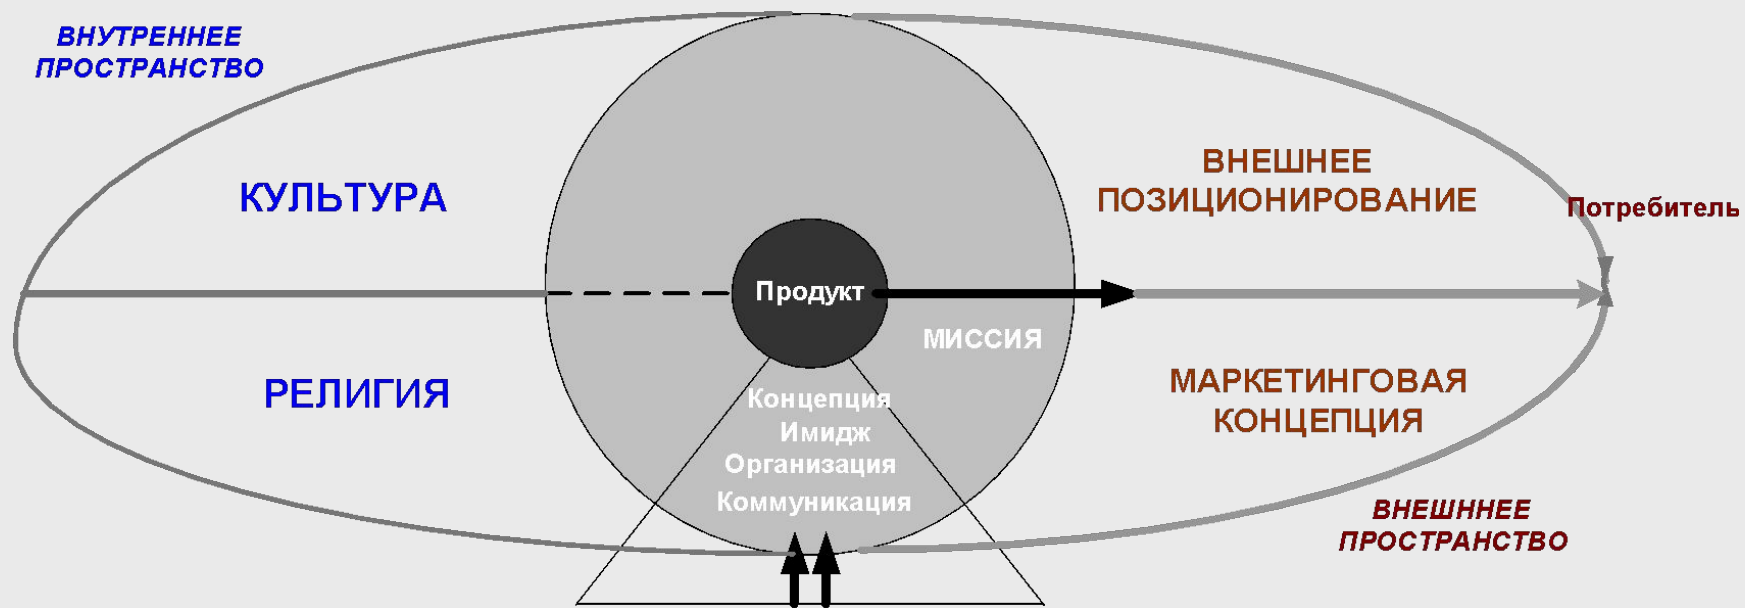 ВНУТРЕННЕЕ
ПРОСТРАНСТВО
КУЛЬТУРА
РЕЛИГИЯ
Продукт
МИССИЯ
Концепция
Имидж
Организация
Коммуникация
ВНЕШНЕЕ
ПОЗИЦИОНИРОВАНИЕ
Потребитель
МАРКЕТИНГОВАЯ
КОНЦЕПЦИЯ
ВНЕШННЕЕ
ПРОСТРАНСТВО